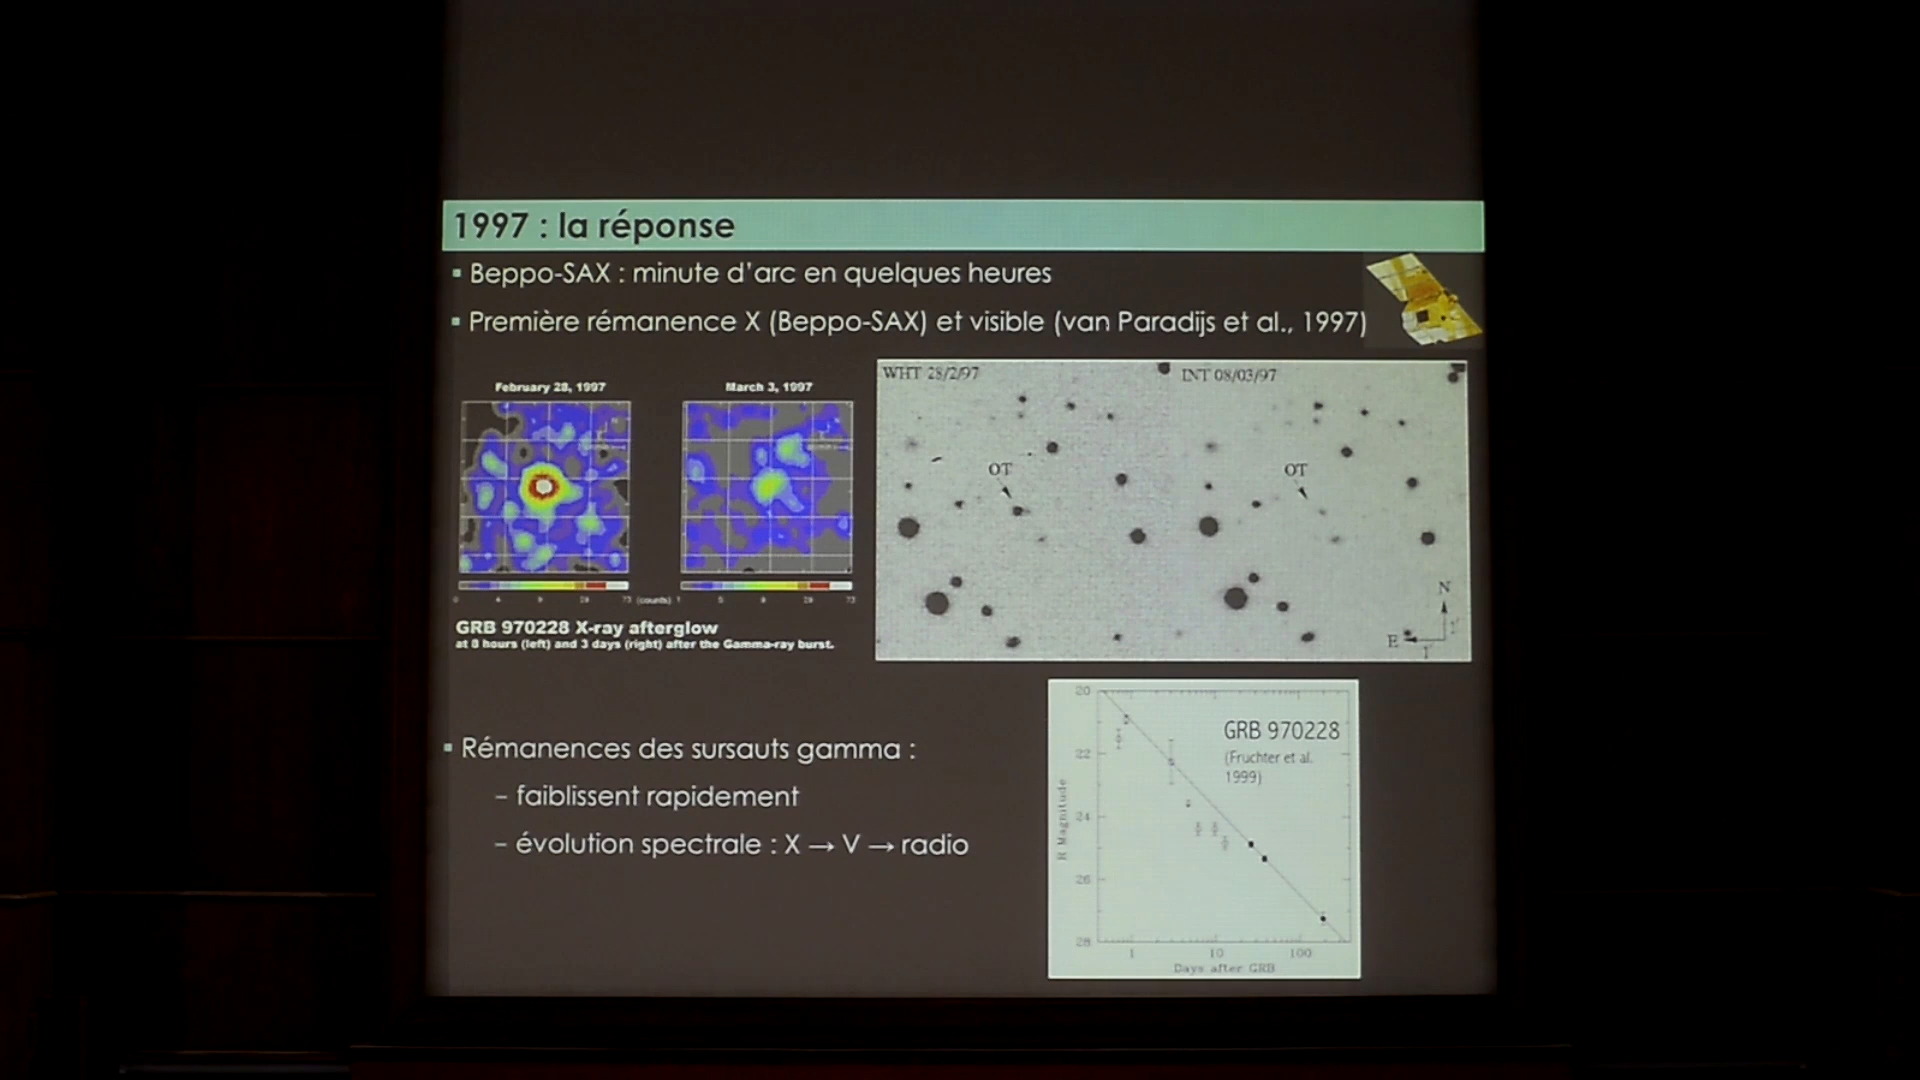 1997 : la réponse
▪ Beppo-SAX : minute d'arc en quelques heures
▪ Première rémanence X (Beppo-SAX) et visible (van Paradijs et al., 1997)
February 28, 1997
March 3, 1997
GRB 970228 X-ray afterglow
at 8 hours (left) and 3 days (right) after the Gamma-ray burst.
WHT 28/2/97
INT 08/03/97
OT
OT
N
E
▪ Rémanences des sursauts gamma :
– faiblissent rapidement
– évolution spectrale : X → V → radio
GRB 970228
(Fruchter et al.
1999)
R Magnitude
20
22
24
26
28
1 10 100
Days after GRB